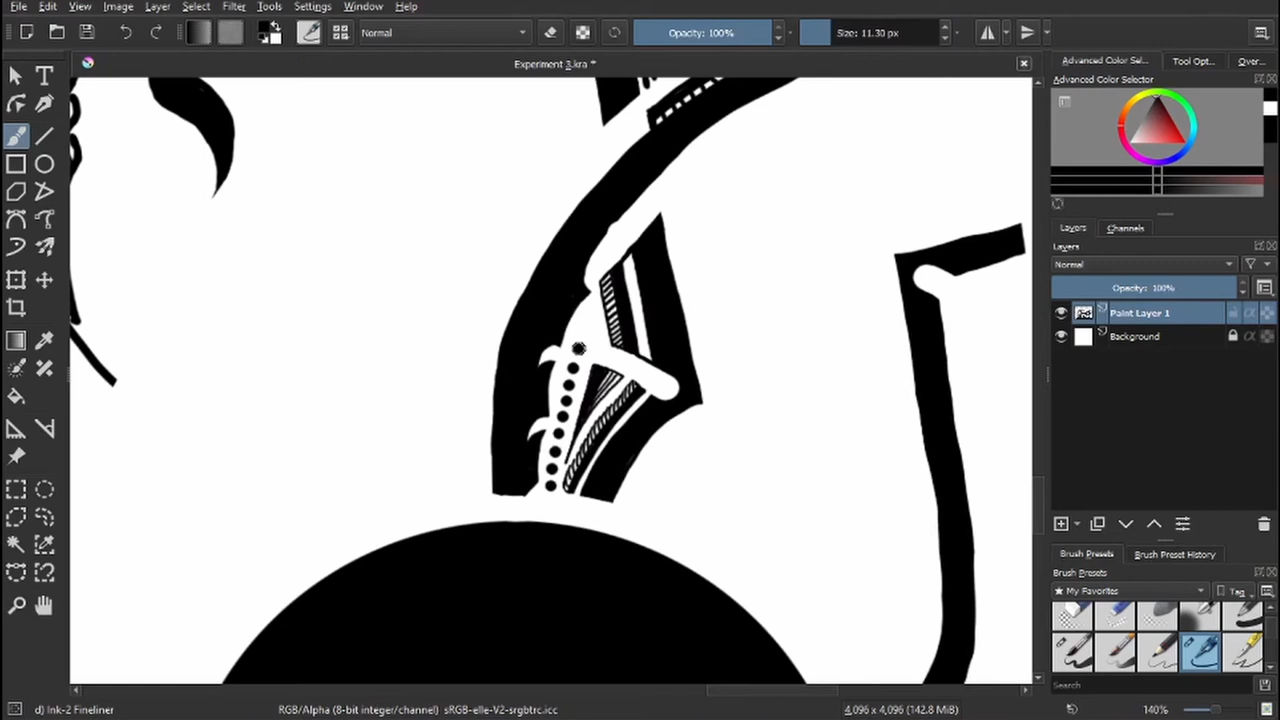 File Edit View Image Layer Select Filter Tools Settings Window Help
Normal Opacity: 100% Size: 11.30 px
Experiment 3.kra *
Advanced Color Sel... Tool Opt... Over...
Advanced Color Selector
Layers Channels
Layers
Normal
Opacity: 100%
Paint Layer 1
Background
Brush Presets Brush Preset History
Brush Presets
★ My Favorites Tag
Search
d) Ink-2 Fineliner RGB/Alpha (8-bit integer/channel) sRGB-elle-V2-srgbtrc.icc 4,096 x 4,096 (142.8 MiB) 140%